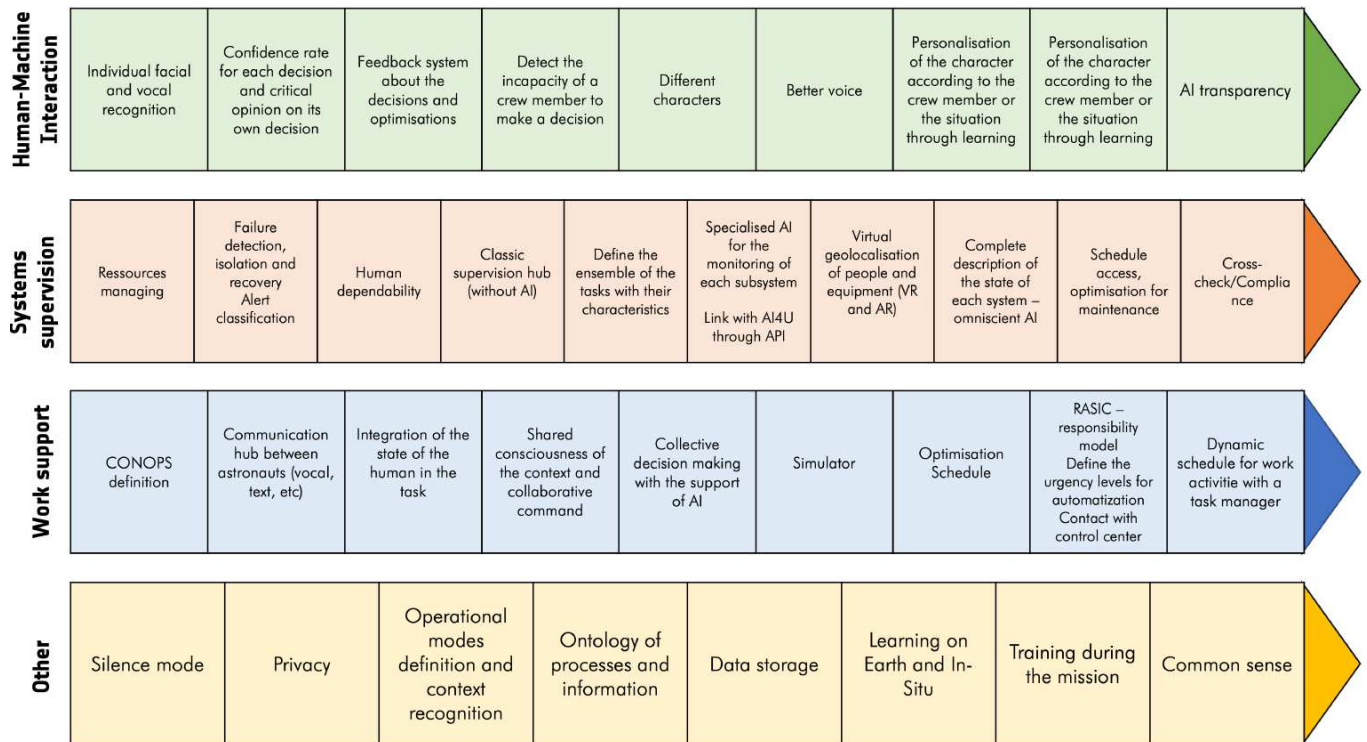 Human-Machine
Interaction
Individual facial
and vocal
recognition
Confidence rate
for each decision
and critical
opinion on its
own decision
Feedback system
about the
decisions and
optimisations
Detect the
incapacity of a
crew member to
make a decision
Different
characters
Better voice
Personalisation
of the character
according to the
crew member or
the situation
through learning
Personalisation
of the character
according to the
crew member or
the situation
through learning
AI transparency
Systems
supervision
Ressources
managing
Failure
detection,
isolation and
recovery
Alert
classification
Human
dependability
Classic
supervision hub
(without AI)
Define the
ensemble of the
tasks with their
characteristics
Specialised AI
for the
monitoring of
each subsystem
Link with AI4U
through API
Virtual
geolocalisation
of people and
equipment (VR
and AR)
Complete
description of
the state of
each system –
omniscient AI
Schedule
access,
optimisation for
maintenance
Cross-
check/Complia
nce
Work support
CONOPS
definition
Communication
hub between
astronauts (vocal,
text, etc)
Integration of the
state of the
human in the
task
Shared
consciousness
of the context and
collaborative
command
Collective
decision making
with the support
of AI
Simulator
Optimisation
Schedule
RASIC –
responsibility
model
Define the
urgency levels for
automatization
Contact with
control center
Dynamic
schedule for work
activitie with a
task manager
Other
Silence mode
Privacy
Operational
modes
definition and
context
recognition
Ontology of
processes and
information
Data storage
Learning on
Earth and In-
Situ
Training during
the mission
Common sense